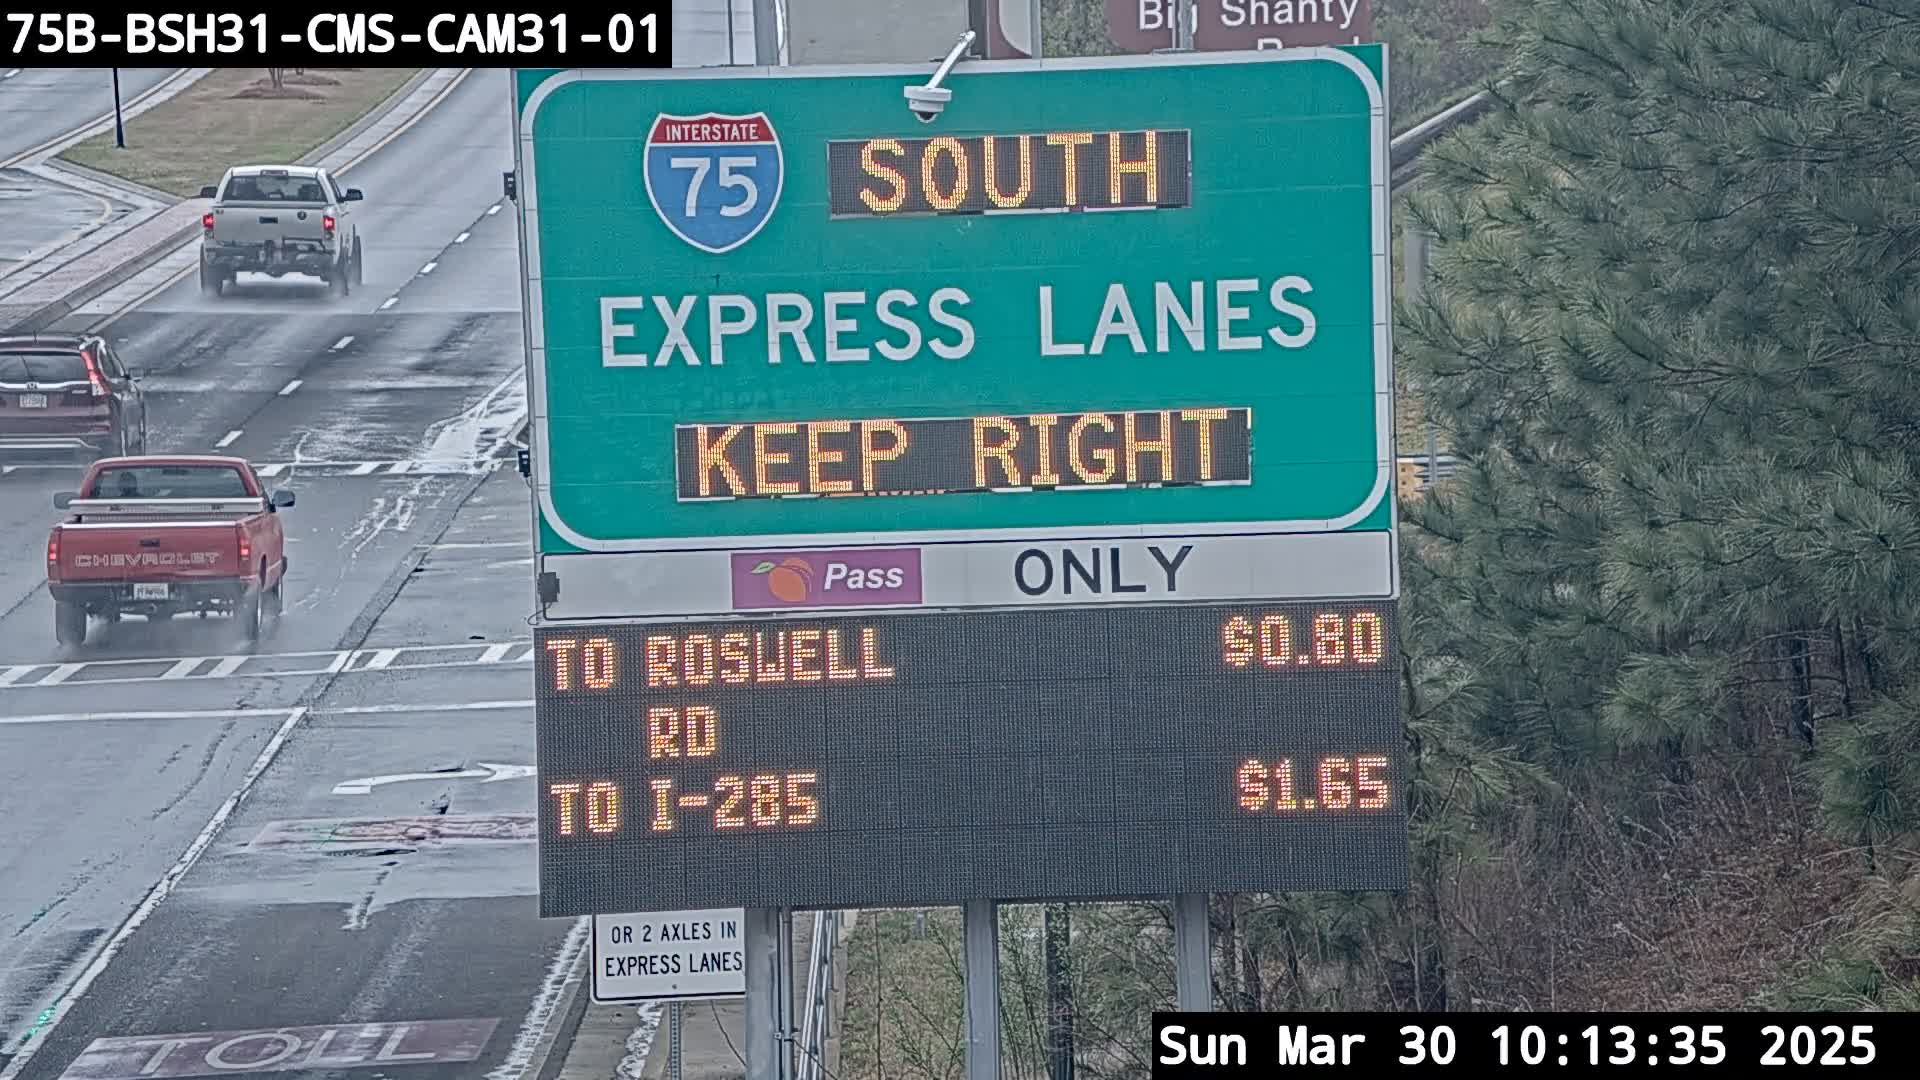 75B-BSH31-CMS-CAM31-01
Big Shanty
INTERSTATE
75
SOUTH
EXPRESS LANES
KEEP RIGHT
Pass
ONLY
TO ROSWELL $0.80
RD
TO I-285 $1.65
CHEVROLET
OR 2 AXLES IN
EXPRESS LANES
TOLL
Sun Mar 30 10:13:35 2025